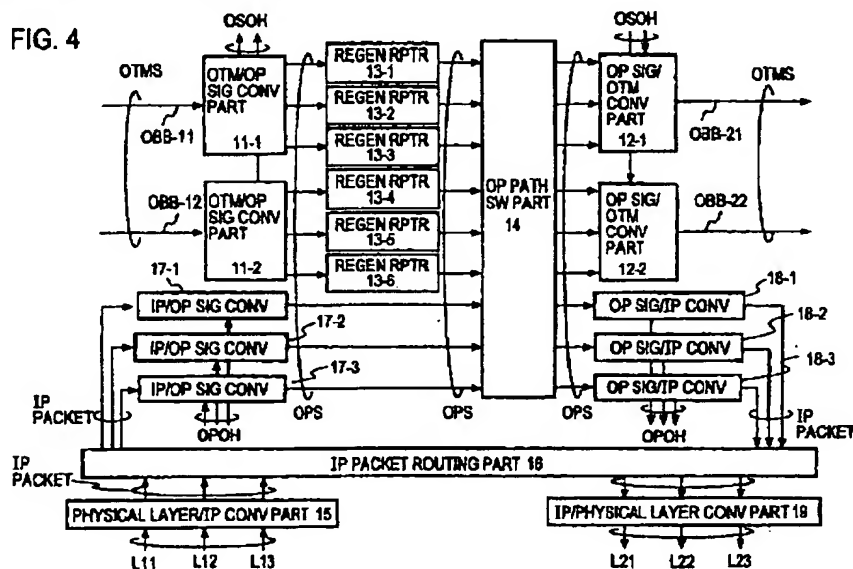 FIG. 4
OSOH
OSOH
OTMS
OBB-11
OTM/OP
SIG CONV
PART
11-1
REGEN RPTR
13-1
REGEN RPTR
13-2
REGEN RPTR
13-3
REGEN RPTR
13-4
REGEN RPTR
13-5
REGEN RPTR
13-6
OP PATH
SW PART
14
OP SIG/
OTM
CONV
PART
12-1
OTMS
OBB-21
OBB-12
OTM/OP
SIG CONV
PART
11-2
OP SIG/
OTM
CONV
PART
12-2
OBB-22
17-1
IP/OP SIG CONV
17-2
IP/OP SIG CONV
17-3
IP/OP SIG CONV
18-1
OP SIG/IP CONV
18-2
OP SIG/IP CONV
18-3
OP SIG/IP CONV
OPS
OPS
OPS
IP
PACKET
OPOH
OPOH
IP
PACKET
IP
PACKET
IP PACKET ROUTING PART 16
PHYSICAL LAYER/IP CONV PART 15
IP/PHYSICAL LAYER CONV PART 19
L11
L12
L13
L21
L22
L23